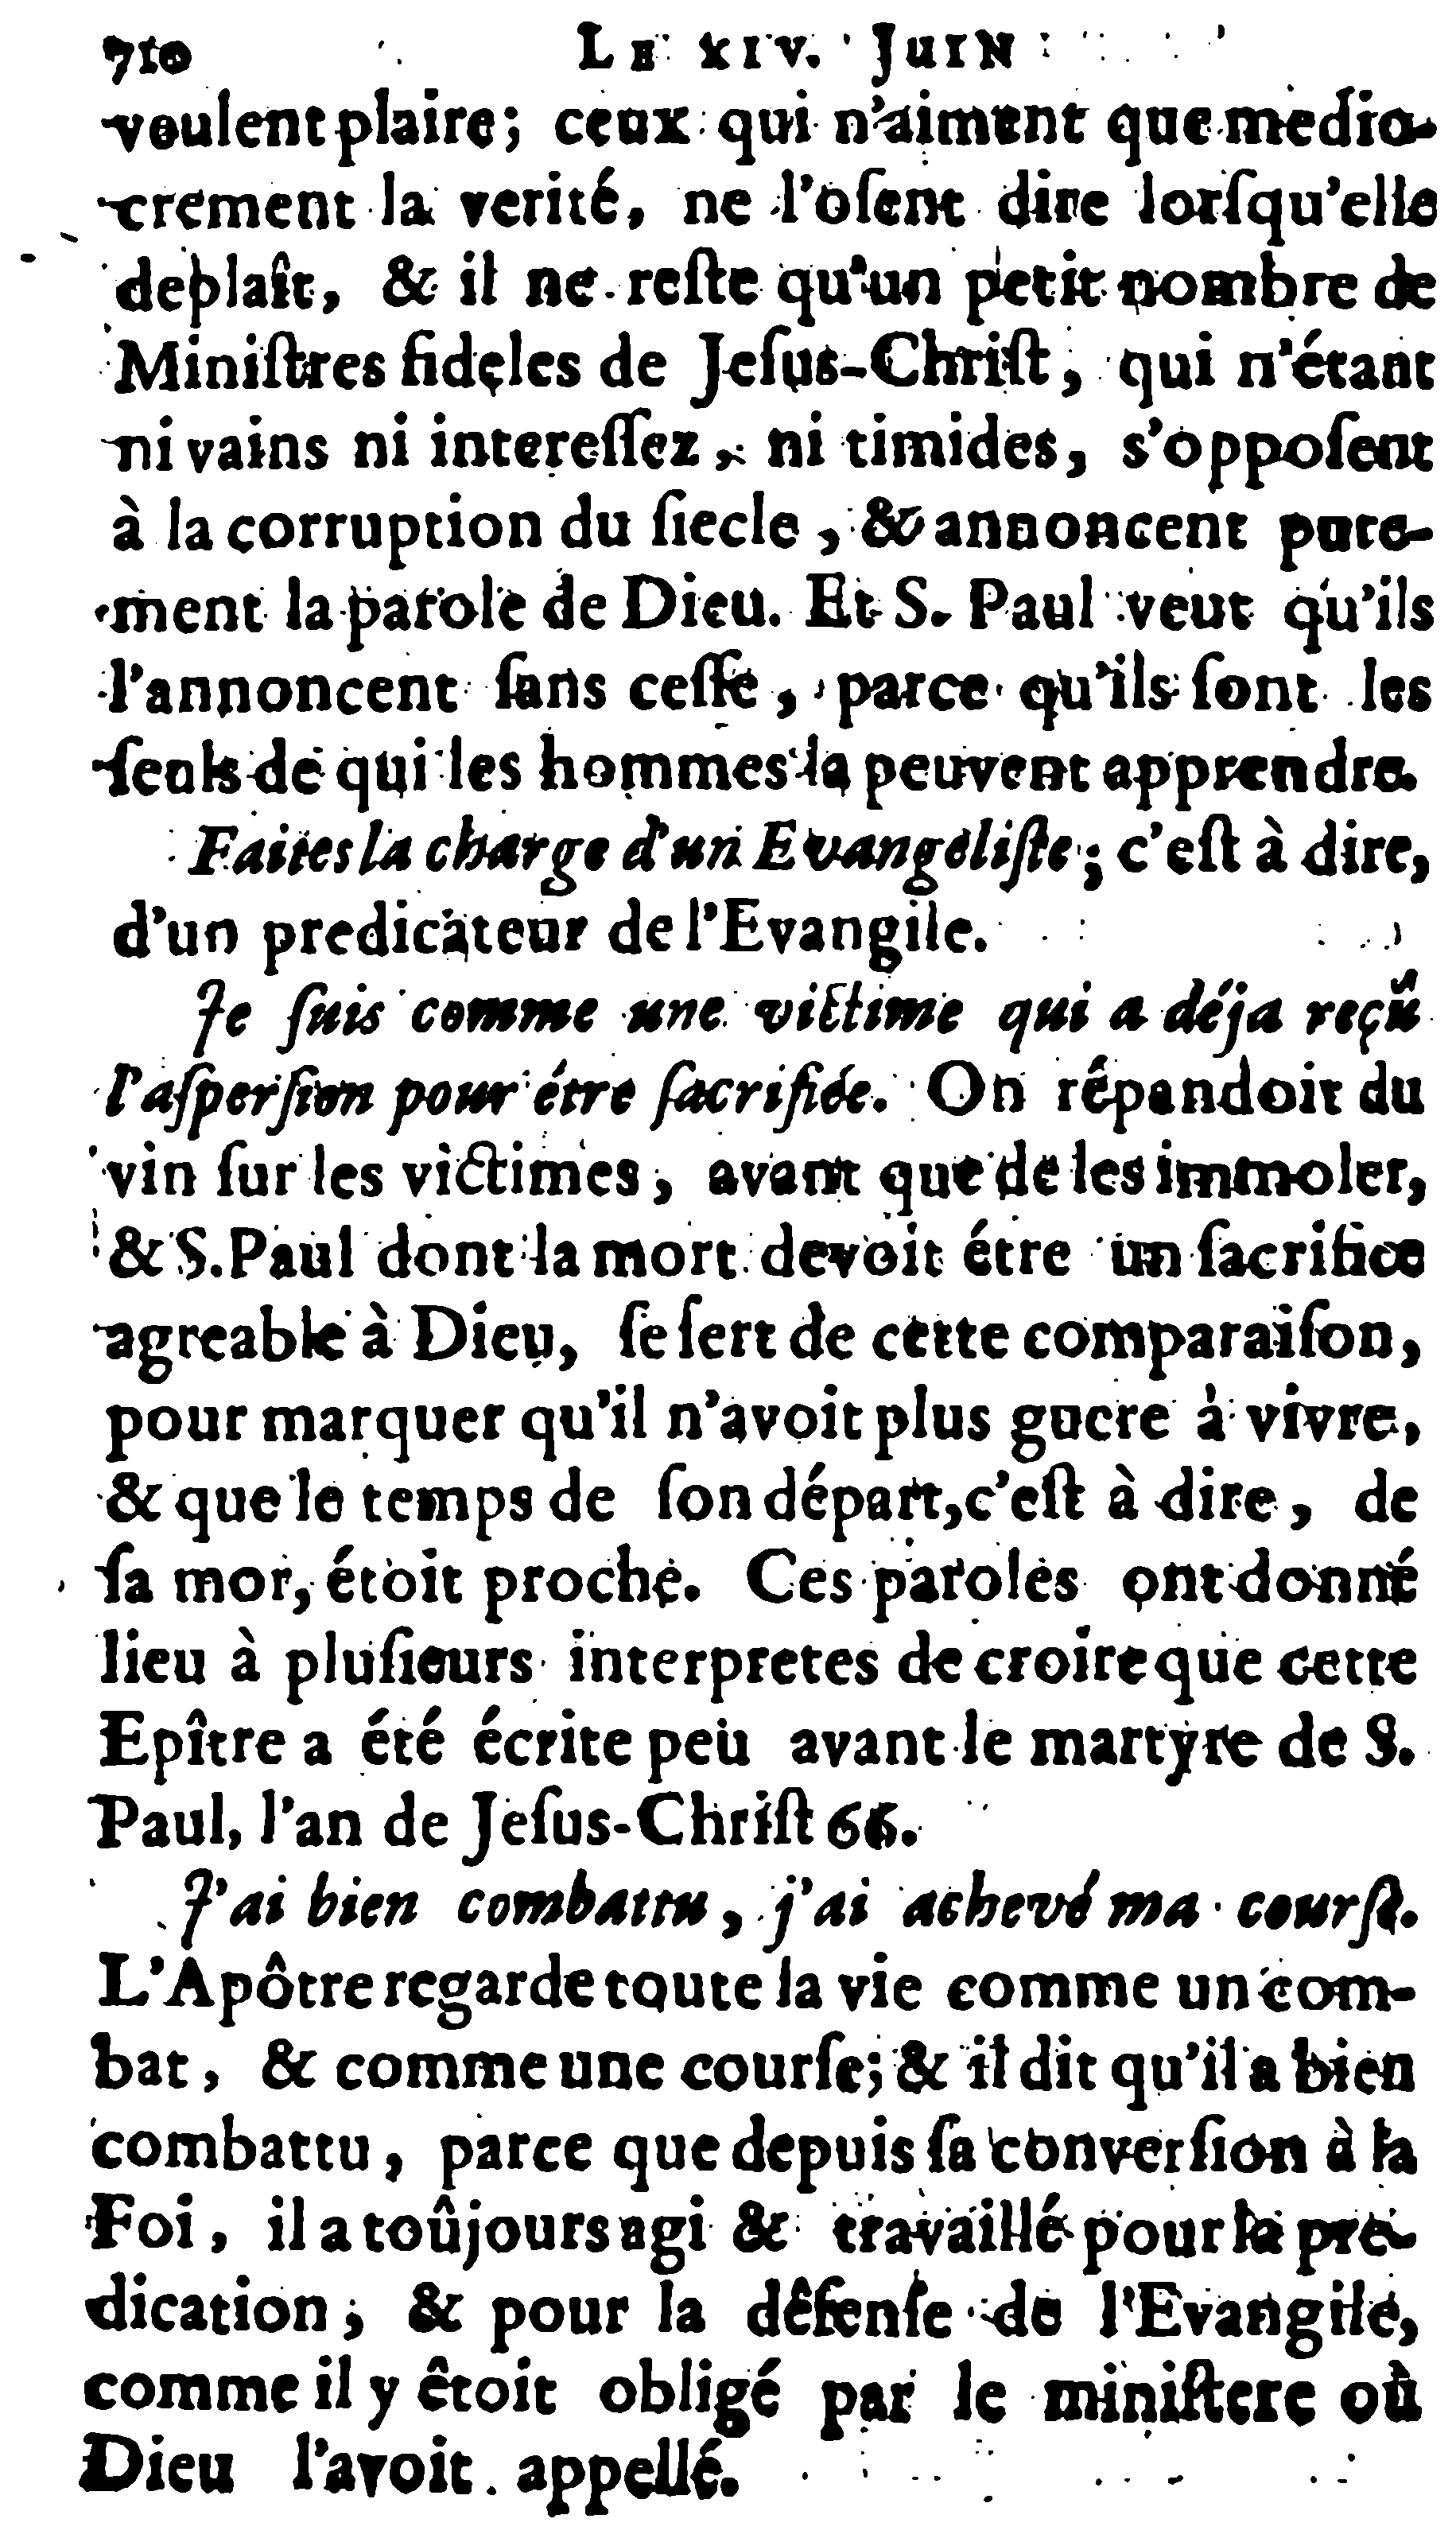 710 LE XIV. JUIN
veulent plaire; ceux qui n'aiment que medio-
crement la verité, ne l'oſent dire lorſqu'elle
deplaît, & il ne reſte qu'un petit nombre de
Miniſtres fideles de Jeſus-Chriſt, qui n'étant
ni vains ni intereſſez, ni timides, s'oppoſent
à la corruption du ſiecle, & annoncent pure-
ment la parole de Dieu. Et S. Paul veut qu'ils
l'annoncent ſans ceſſe, parce qu'ils ſont les
ſeuls de qui les hommes la peuvent apprendre.
Faites la charge d'un Evangeliſte; c'eſt à dire,
d'un predicateur de l'Evangile.
Je ſuis comme une victime qui a déja reçû
l'aſperſion pour étre ſacrifiée. On répandoit du
vin ſur les victimes, avant que de les immoler,
& S. Paul dont la mort devoit étre un ſacrifice
agreable à Dieu, ſe ſert de cette comparaiſon,
pour marquer qu'il n'avoit plus guere à vivre,
& que le temps de ſon départ, c'eſt à dire, de
ſa mor, étoit proche. Ces paroles ont donné
lieu à pluſieurs interpretes de croire que cette
Epître a été écrite peu avant le martyre de S.
Paul, l'an de Jeſus-Chriſt 66.
J'ai bien combattu, j'ai achevé ma courſe.
L'Apôtre regarde toute la vie comme un com-
bat, & comme une courſe; & il dit qu'il a bien
combattu, parce que depuis ſa converſion à la
Foi, il a toûjours agi & travaillé pour la pre-
dication, & pour la défenſe de l'Evangile,
comme il y étoit obligé par le miniſtere où
Dieu l'avoit appellé.